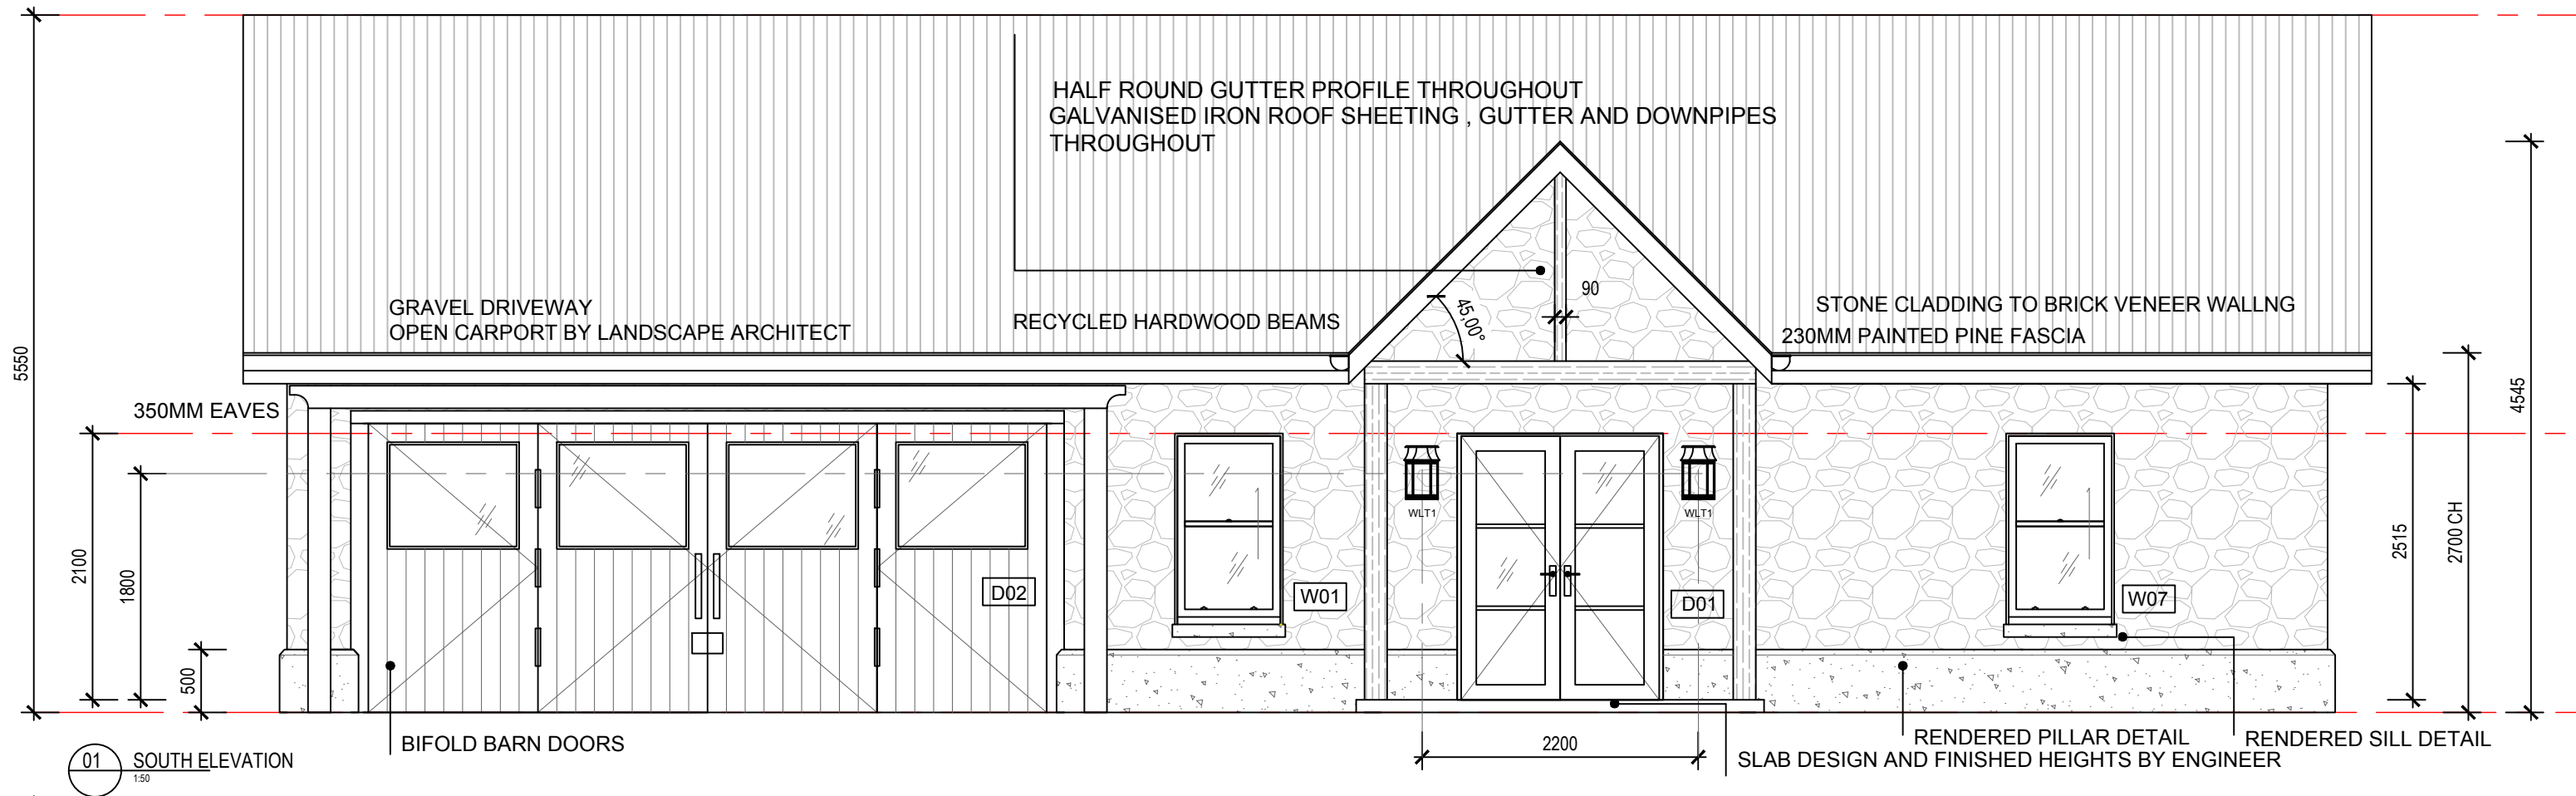 HALF ROUND GUTTER PROFILE THROUGHOUT
GALVANISED IRON ROOF SHEETING , GUTTER AND DOWNPIPES
THROUGHOUT
GRAVEL DRIVEWAY
OPEN CARPORT BY LANDSCAPE ARCHITECT
RECYCLED HARDWOOD BEAMS
45,00°
90
STONE CLADDING TO BRICK VENEER WALLNG
230MM PAINTED PINE FASCIA
5550
350MM EAVES
2100
1800
500
4545
2700 CH
2515
WLT1
WLT1
D02
W01
D01
W07
BIFOLD BARN DOORS
2200
RENDERED PILLAR DETAIL
RENDERED SILL DETAIL
SLAB DESIGN AND FINISHED HEIGHTS BY ENGINEER
01
SOUTH ELEVATION
1:50